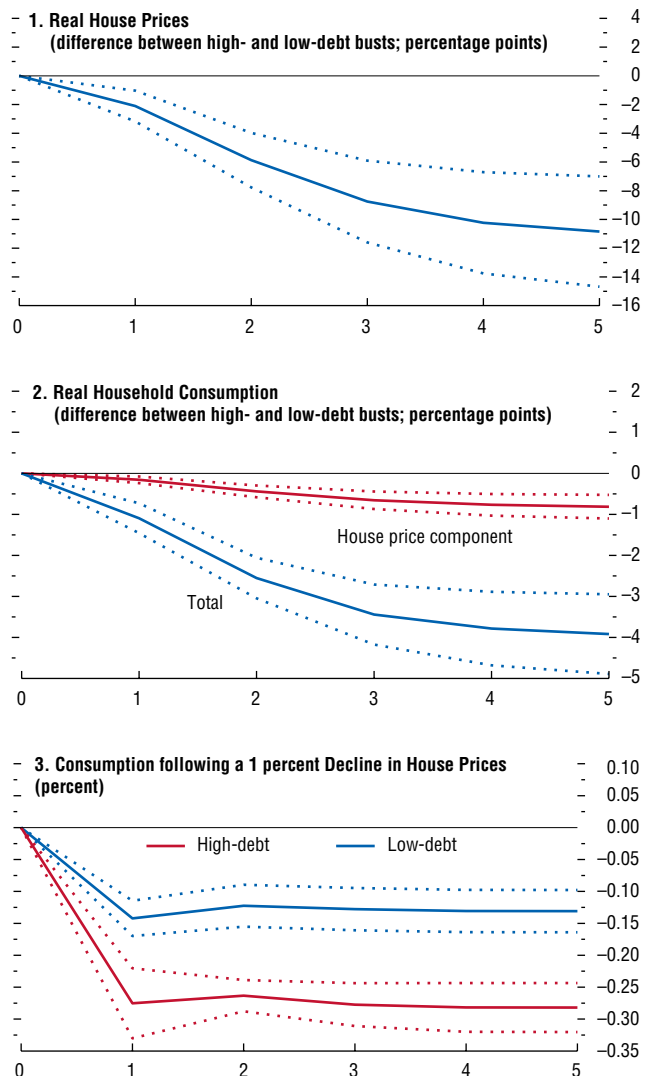 1. Real House Prices
(difference between high- and low-debt busts; percentage points)
4
2
0
–2
–4
–6
–8
–10
–12
–14
–16
0 1 2 3 4 5
2. Real Household Consumption
(difference between high- and low-debt busts; percentage points)
2
1
0
–1
House price component
–2
Total
–3
–4
–5
0 1 2 3 4 5
3. Consumption following a 1 percent Decline in House Prices
(percent)
0.10
0.05
0.00
High-debt Low-debt
–0.05
–0.10
–0.15
–0.20
–0.25
–0.30
–0.35
0 1 2 3 4 5